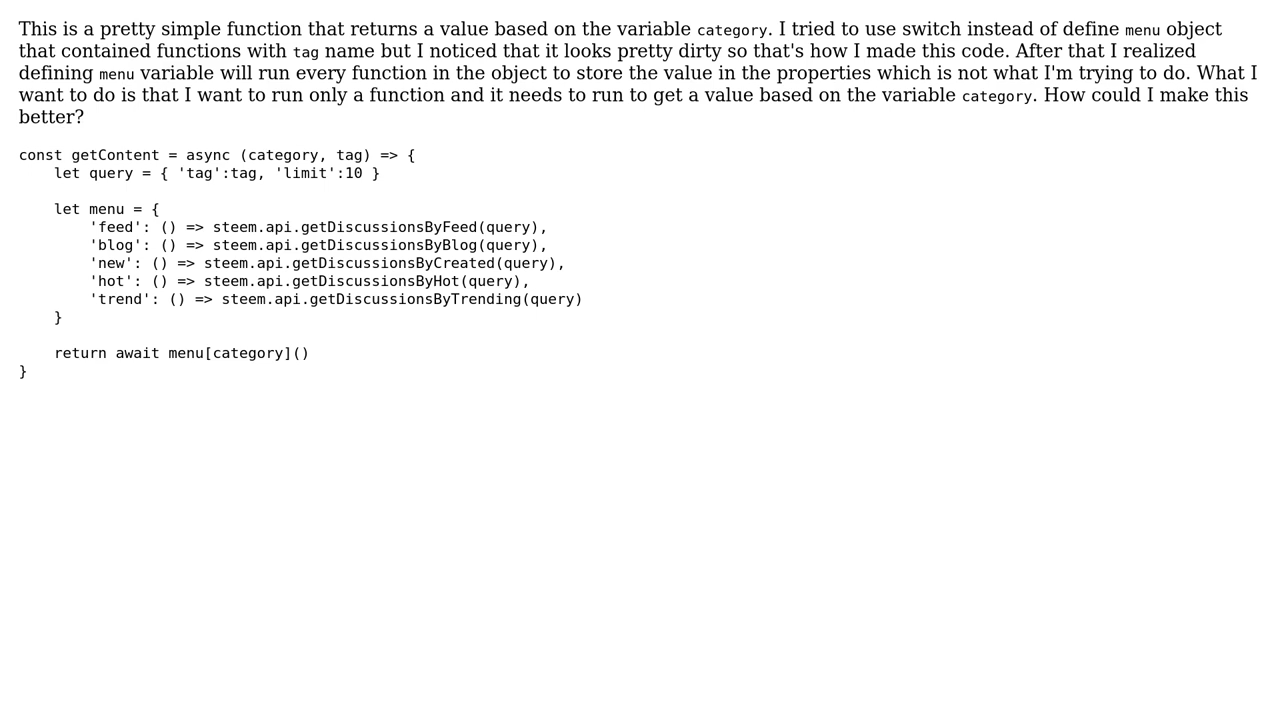 This is a pretty simple function that returns a value based on the variable category. I tried to use switch instead of define menu object
that contained functions with tag name but I noticed that it looks pretty dirty so that's how I made this code. After that I realized
defining menu variable will run every function in the object to store the value in the properties which is not what I'm trying to do. What I
want to do is that I want to run only a function and it needs to run to get a value based on the variable category. How could I make this
better?
const getContent = async (category, tag) => {
    let query = { 'tag':tag, 'limit':10 }
    let menu = {
        'feed': () => steem.api.getDiscussionsByFeed(query),
        'blog': () => steem.api.getDiscussionsByBlog(query),
        'new': () => steem.api.getDiscussionsByCreated(query),
        'hot': () => steem.api.getDiscussionsByHot(query),
        'trend': () => steem.api.getDiscussionsByTrending(query)
    }
    return await menu[category]()
}